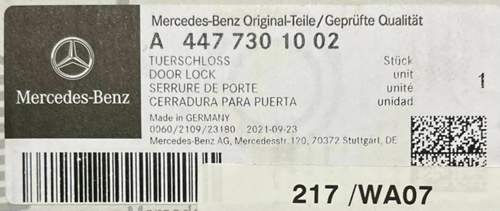 Mercedes-Benz Original-Teile/Geprüfte Qualität
A 447 730 10 02
TUERSCHLOSS Stück
DOOR LOCK unit
SERRURE DE PORTE unité
CERRADURA PARA PUERTA unidad
1
Mercedes-Benz
Made in GERMANY
0060/2109/23180 2021-09-23
Mercedes-Benz AG, Mercedesstr. 120, 70372 Stuttgart, DE
217 /WA07